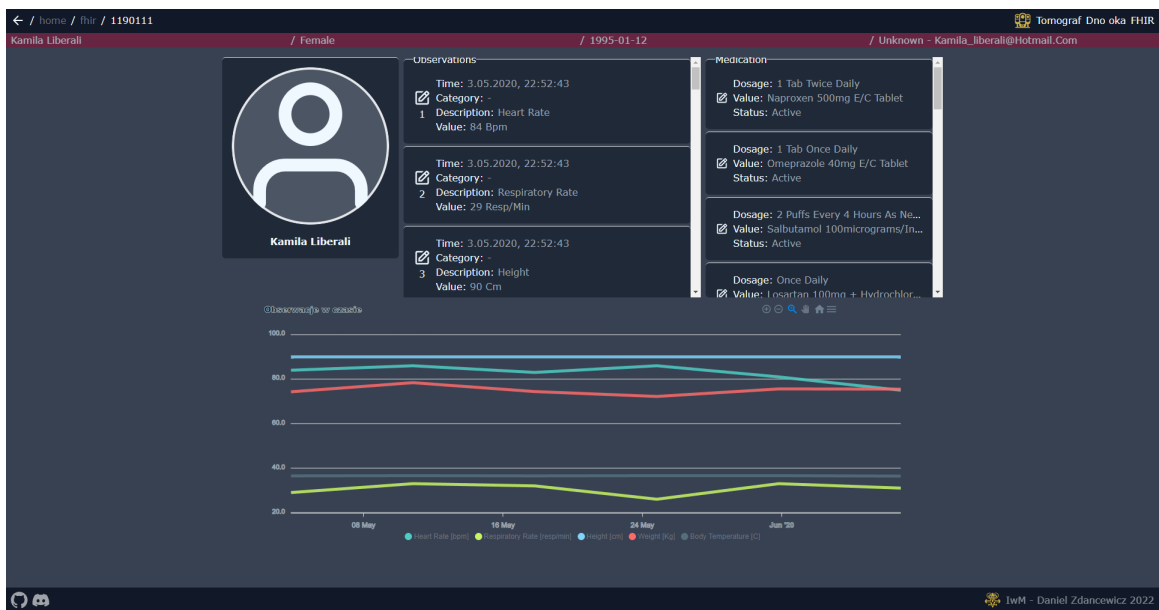 ← / home / fhir / 1190111
Tomograf Dno oka FHIR
Kamila Liberali / Female / 1995-01-12 / Unknown - Kamila_liberali@Hotmail.Com
Kamila Liberali
Observations
Time: 3.05.2020, 22:52:43
Category: -
1 Description: Heart Rate
Value: 84 Bpm
Time: 3.05.2020, 22:52:43
Category: -
2 Description: Respiratory Rate
Value: 29 Resp/Min
Time: 3.05.2020, 22:52:43
Category: -
3 Description: Height
Value: 90 Cm
Medication
Dosage: 1 Tab Twice Daily
Value: Naproxen 500mg E/C Tablet
Status: Active
Dosage: 1 Tab Once Daily
Value: Omeprazole 40mg E/C Tablet
Status: Active
Dosage: 2 Puffs Every 4 Hours As Ne...
Value: Salbutamol 100micrograms/In...
Status: Active
Dosage: Once Daily
Value: Losartan 100mg + Hydrochlor...
Obserwacje w czasie
100.0
80.0
60.0
40.0
20.0
08 May 16 May 24 May Jun '20
Heart Rate [bpm] Respiratory Rate [resp/min] Height [cm] Weight [Kg] Body Temperature [C]
IwM - Daniel Zdancewicz 2022